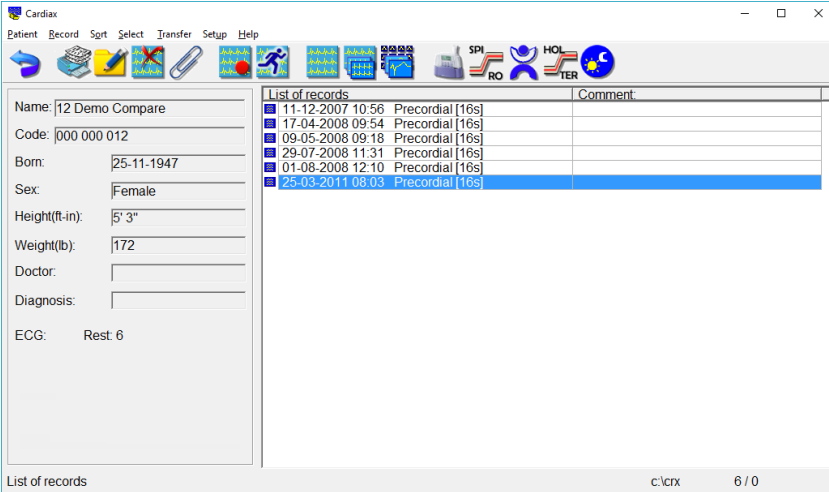 Cardiax
Patient Record Sort Select Transfer Setup Help
SPI RO HOL TER
List of records Comment:
Name: 12 Demo Compare
Code: 000 000 012
Born: 25-11-1947
Sex: Female
Height(ft-in): 5' 3"
Weight(lb): 172
Doctor:
Diagnosis:
ECG: Rest: 6
11-12-2007 10:56 Precordial [16s]
17-04-2008 09:54 Precordial [16s]
09-05-2008 09:18 Precordial [16s]
29-07-2008 11:31 Precordial [16s]
01-08-2008 12:10 Precordial [16s]
25-03-2011 08:03 Precordial [16s]
List of records c:\crx 6 / 0